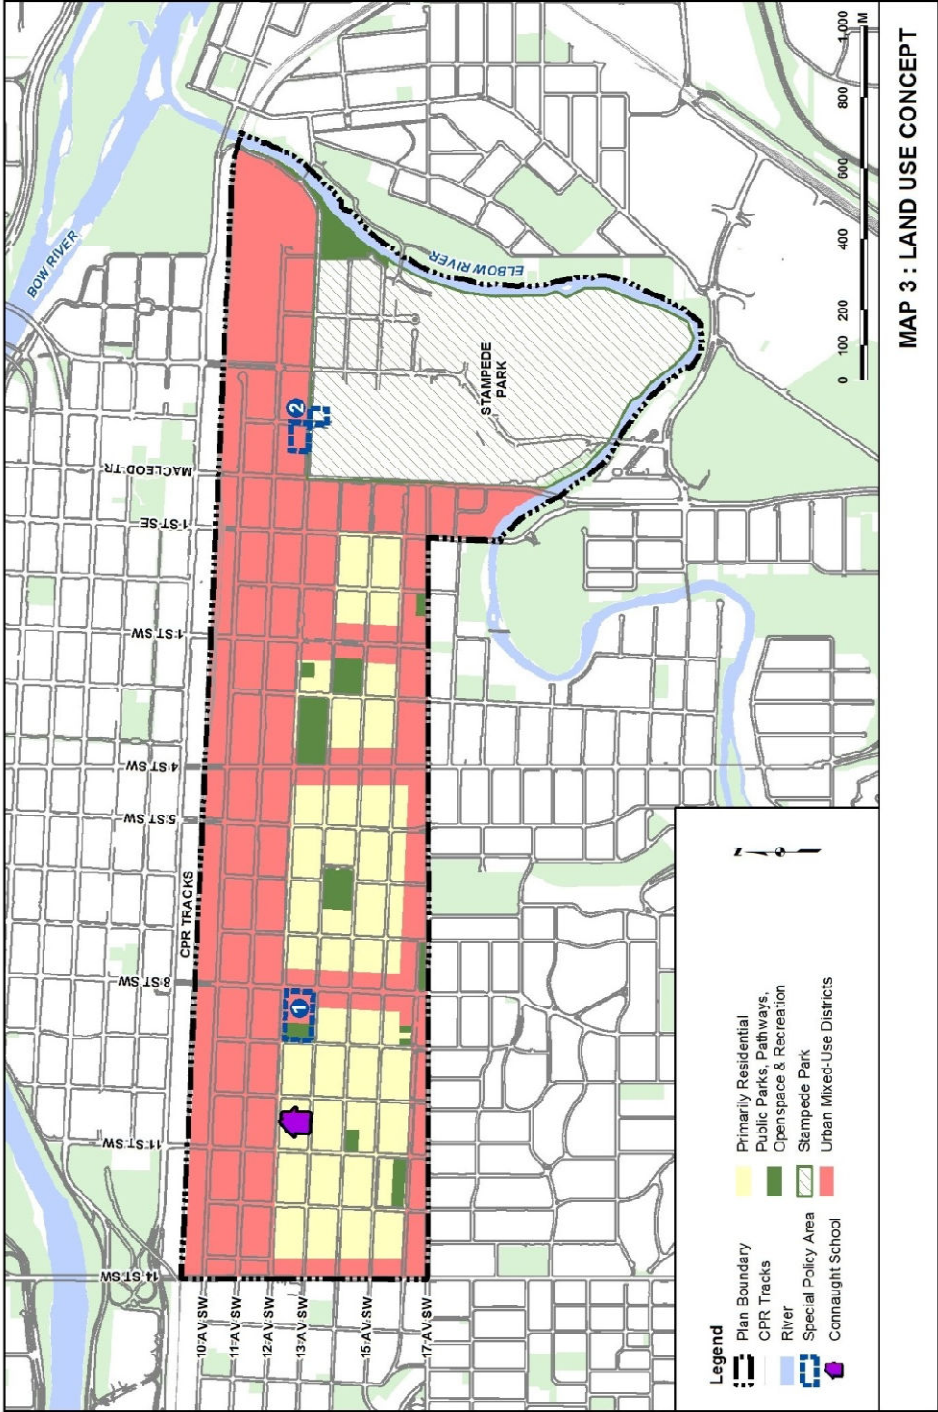 BOW RIVER
ELBOW RIVER
STAMPEDE
PARK
2
MACLEOD TR
1 ST SE
1 ST SW
4 ST SW
5 ST SW
8 ST SW
11 ST SW
14 ST SW
CPR TRACKS
1
10 AV SW
11 AV SW
12 AV SW
13 AV SW
15 AV SW
17 AV SW
Legend
Plan Boundary
CPR Tracks
River
Special Policy Area
Connaught School
Primarily Residential
Public Parks, Pathways,
Openspace & Recreation
Stampede Park
Urban Mixed-Use Districts
N
0 100 200 400 600 800 1,000
M
MAP 3 : LAND USE CONCEPT